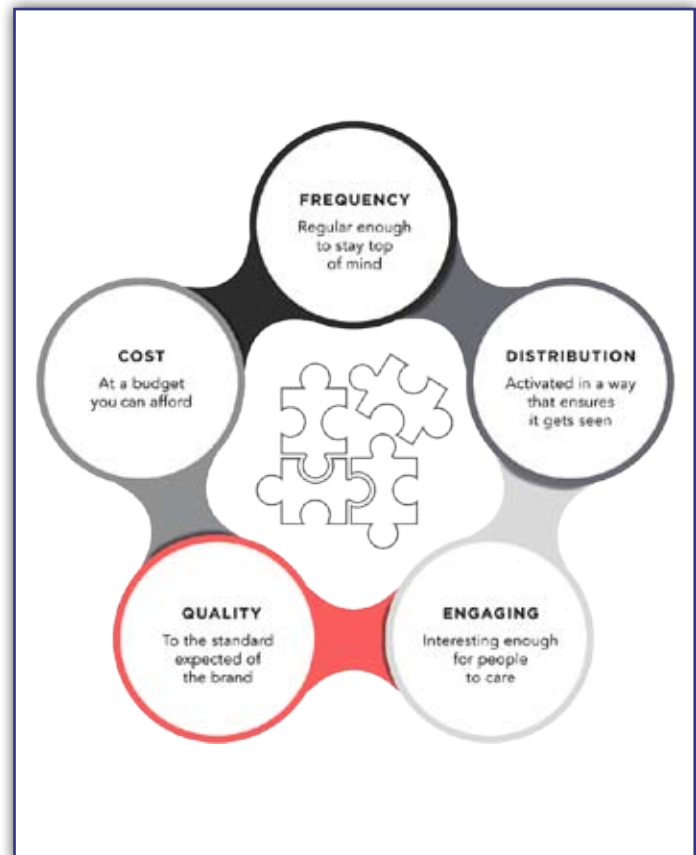 FREQUENCY
Regular enough
to stay top
of mind
DISTRIBUTION
Activated in a way
that ensures
it gets seen
ENGAGING
Interesting enough
for people
to care
QUALITY
To the standard
expected of
the brand
COST
At a budget
you can afford